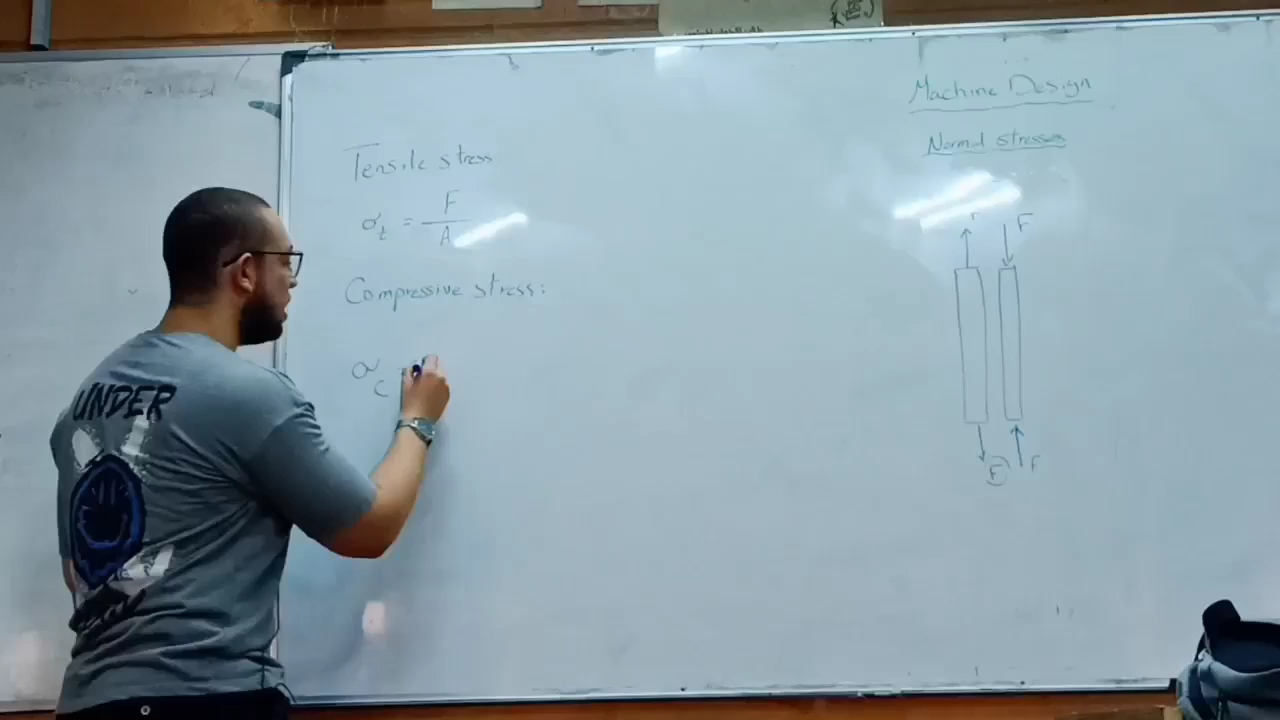 Machine Design
Normal stresses
Tensile stress
σt = F/A
Compressive stress:
σc
F
F
F
UNDER